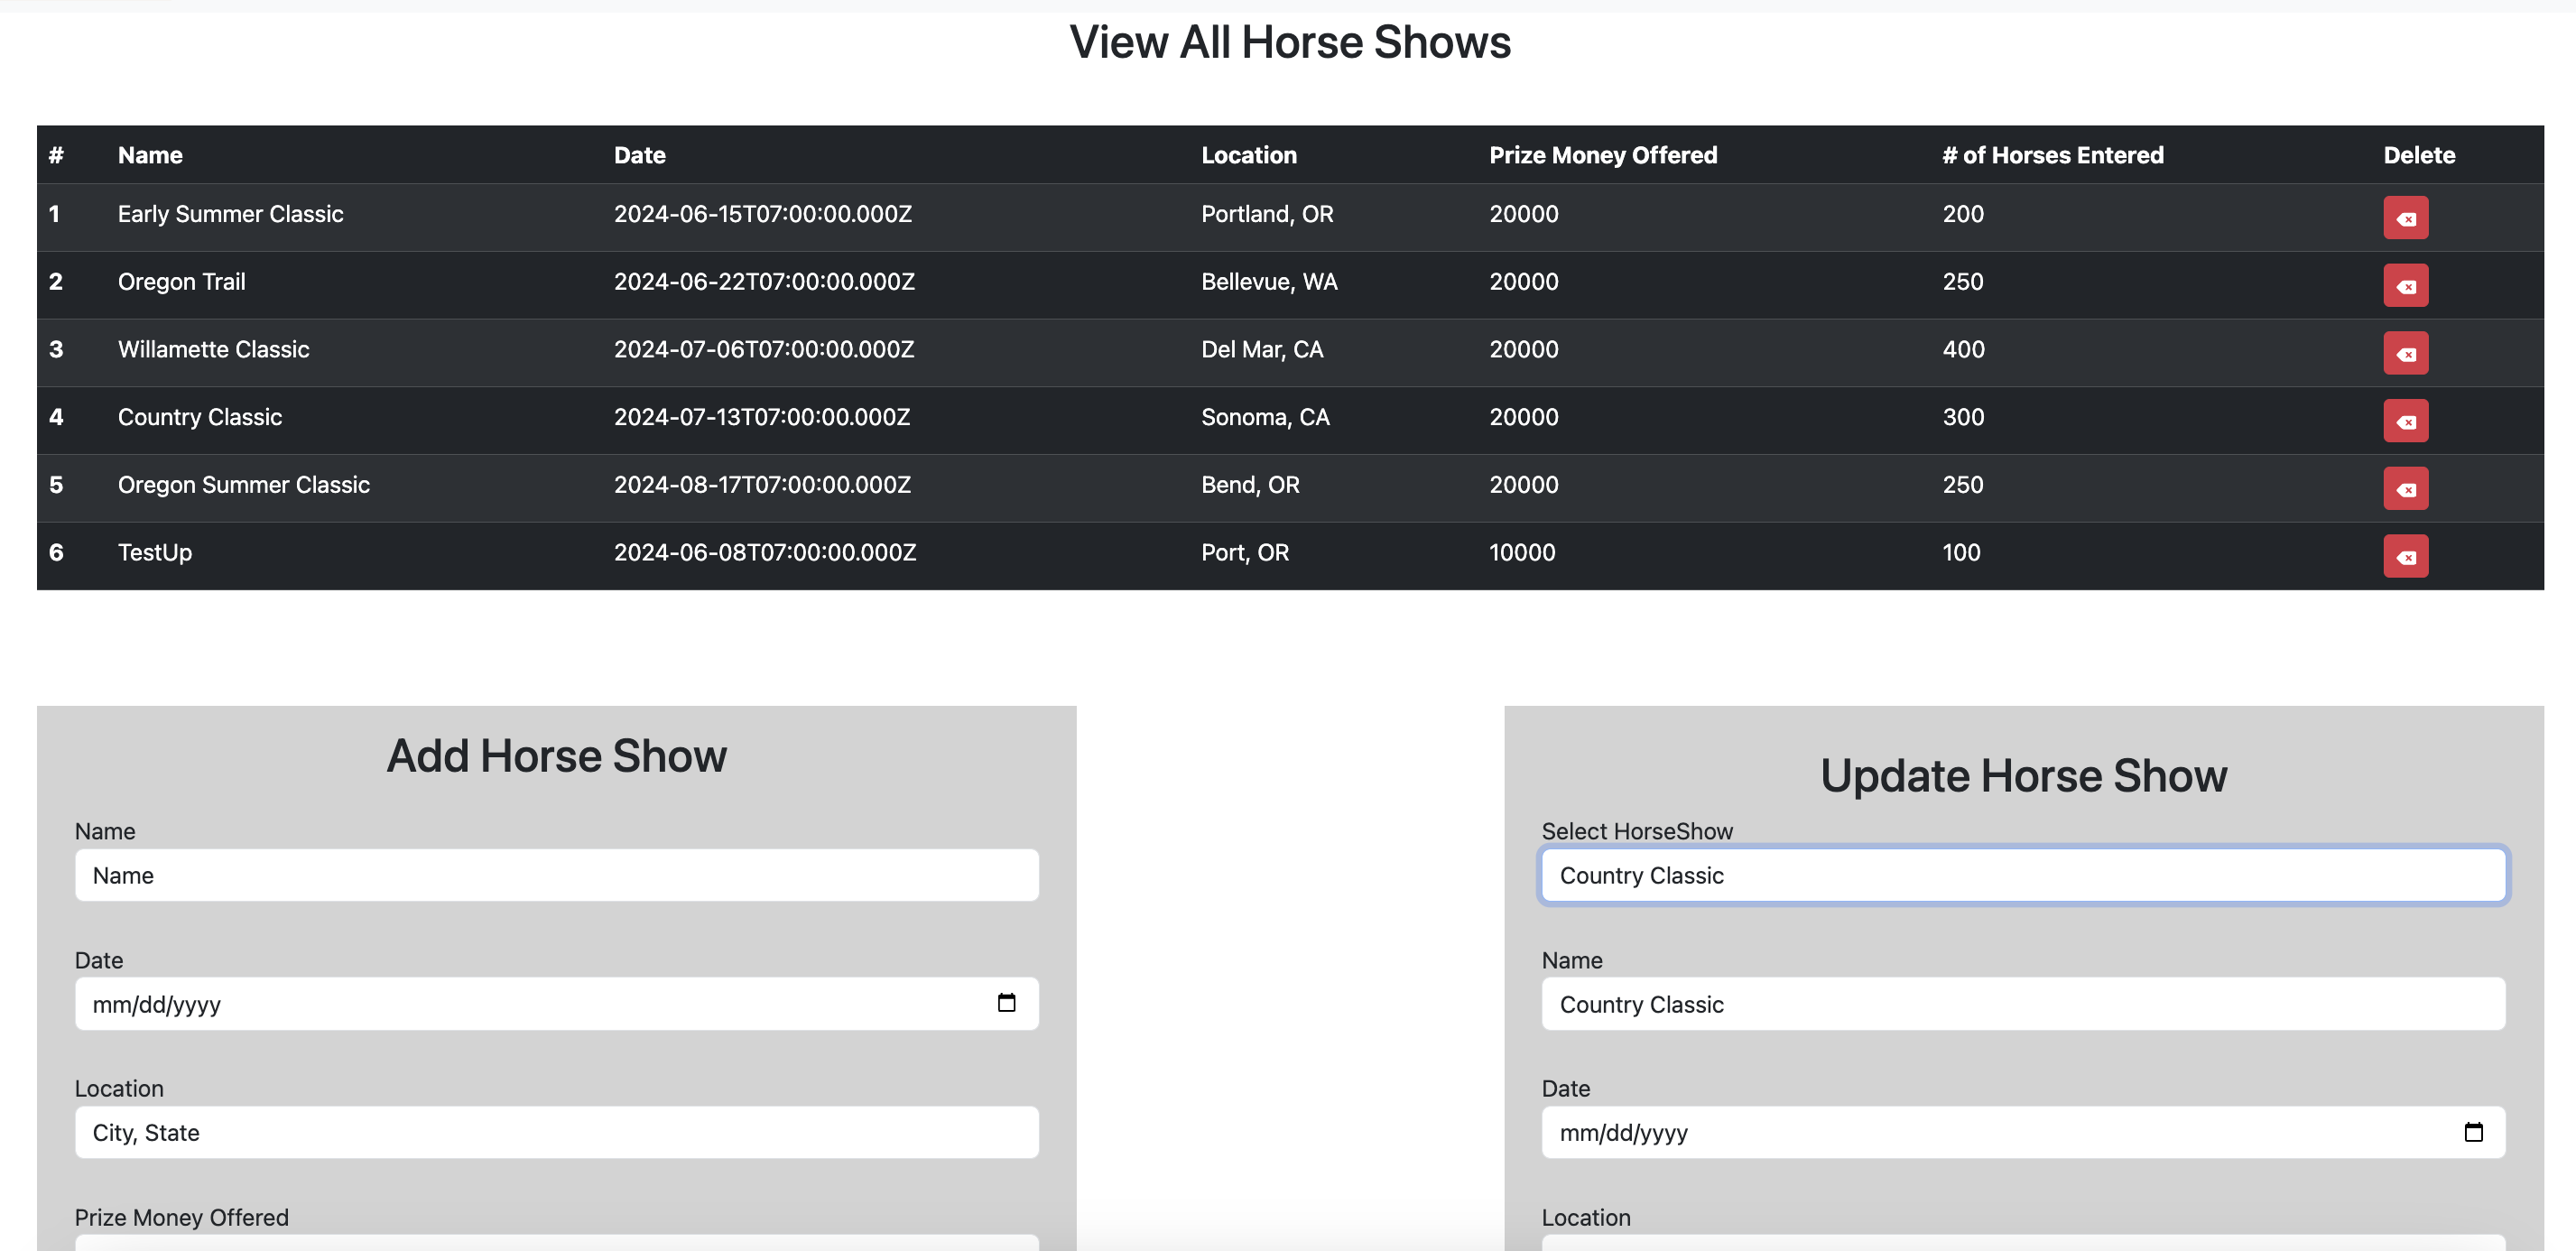 View All Horse Shows
# Name Date Location Prize Money Offered # of Horses Entered Delete
1 Early Summer Classic 2024-06-15T07:00:00.000Z Portland, OR 20000 200
2 Oregon Trail 2024-06-22T07:00:00.000Z Bellevue, WA 20000 250
3 Willamette Classic 2024-07-06T07:00:00.000Z Del Mar, CA 20000 400
4 Country Classic 2024-07-13T07:00:00.000Z Sonoma, CA 20000 300
5 Oregon Summer Classic 2024-08-17T07:00:00.000Z Bend, OR 20000 250
6 TestUp 2024-06-08T07:00:00.000Z Port, OR 10000 100
Add Horse Show
Name
Name
Date
mm/dd/yyyy
Location
City, State
Prize Money Offered
Update Horse Show
Select HorseShow
Country Classic
Name
Country Classic
Date
mm/dd/yyyy
Location